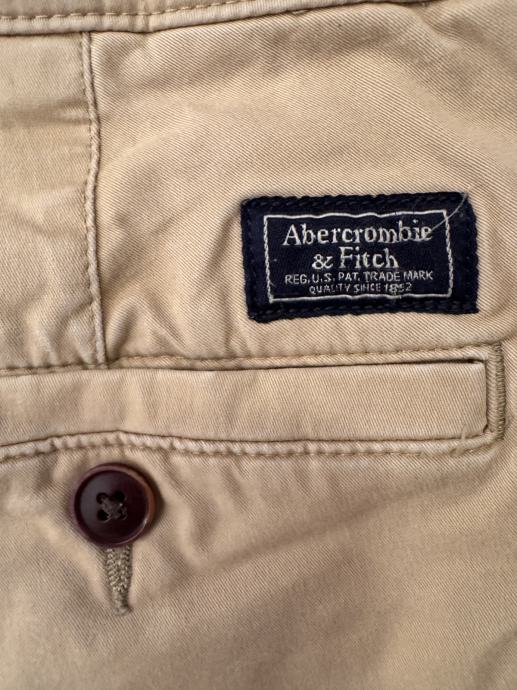 Abercrombie
& Fitch
REG. U.S. PAT. TRADE MARK
QUALITY SINCE 1892